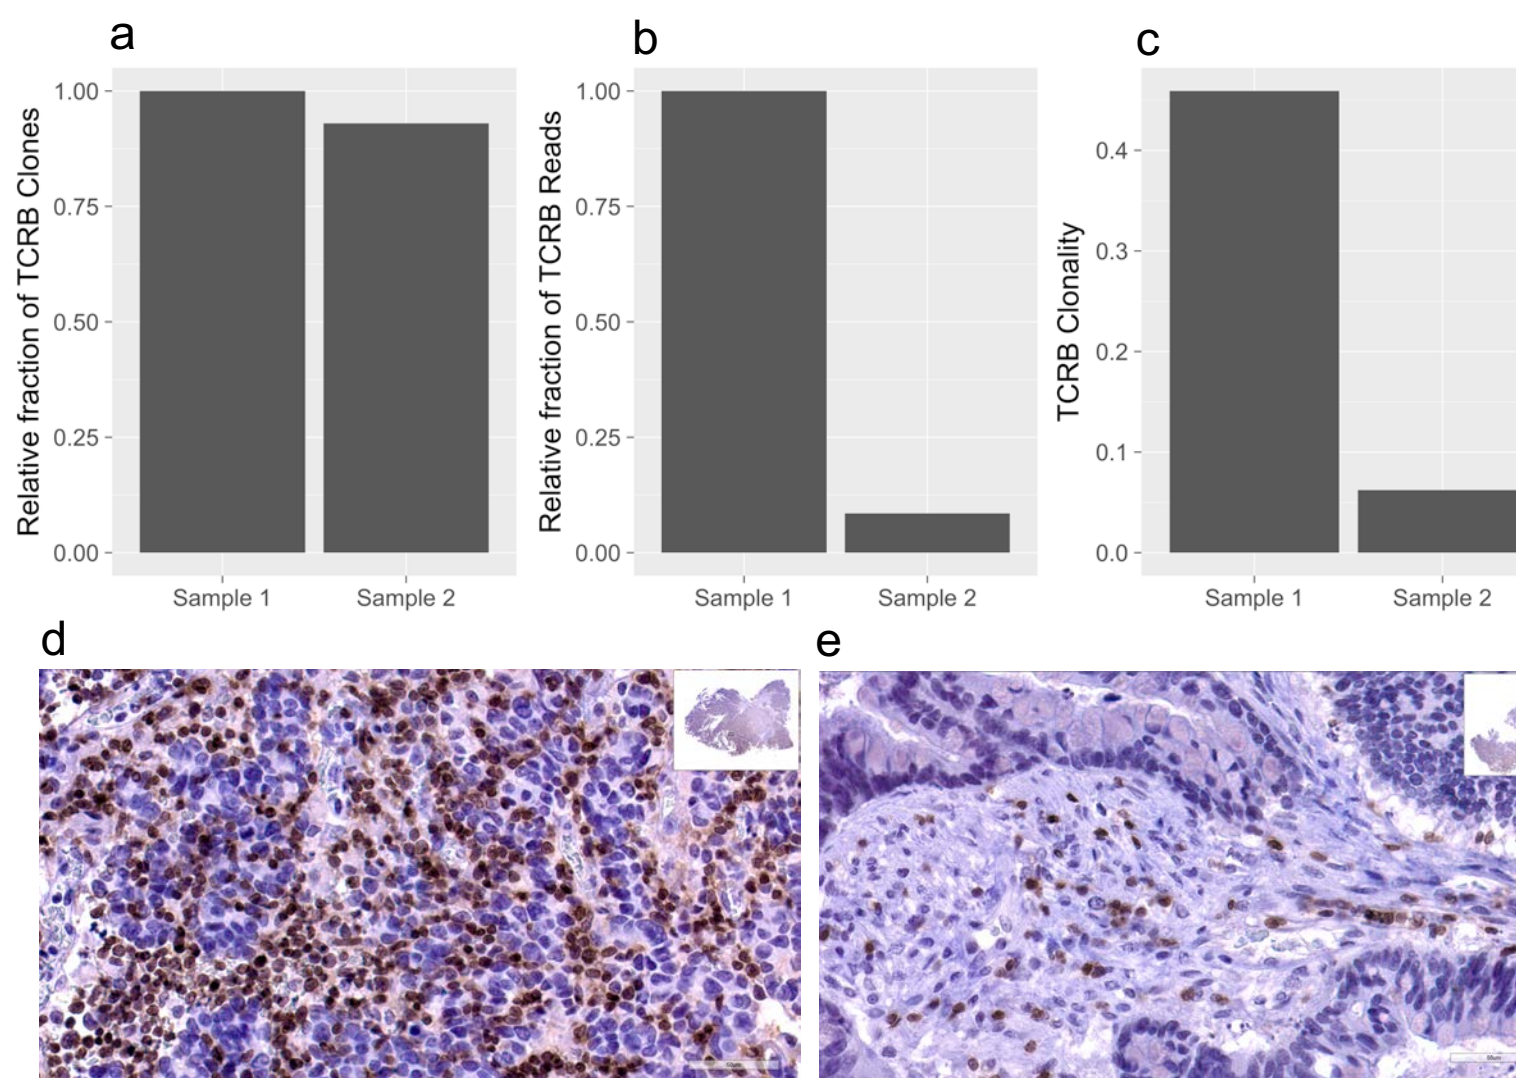 a
b
c
Relative fraction of TCRB Clones
1.00
0.75
0.50
0.25
0.00
Sample 1
Sample 2
Relative fraction of TCRB Reads
1.00
0.75
0.50
0.25
0.00
Sample 1
Sample 2
TCRB Clonality
0.4
0.3
0.2
0.1
0.0
Sample 1
Sample 2
d
e